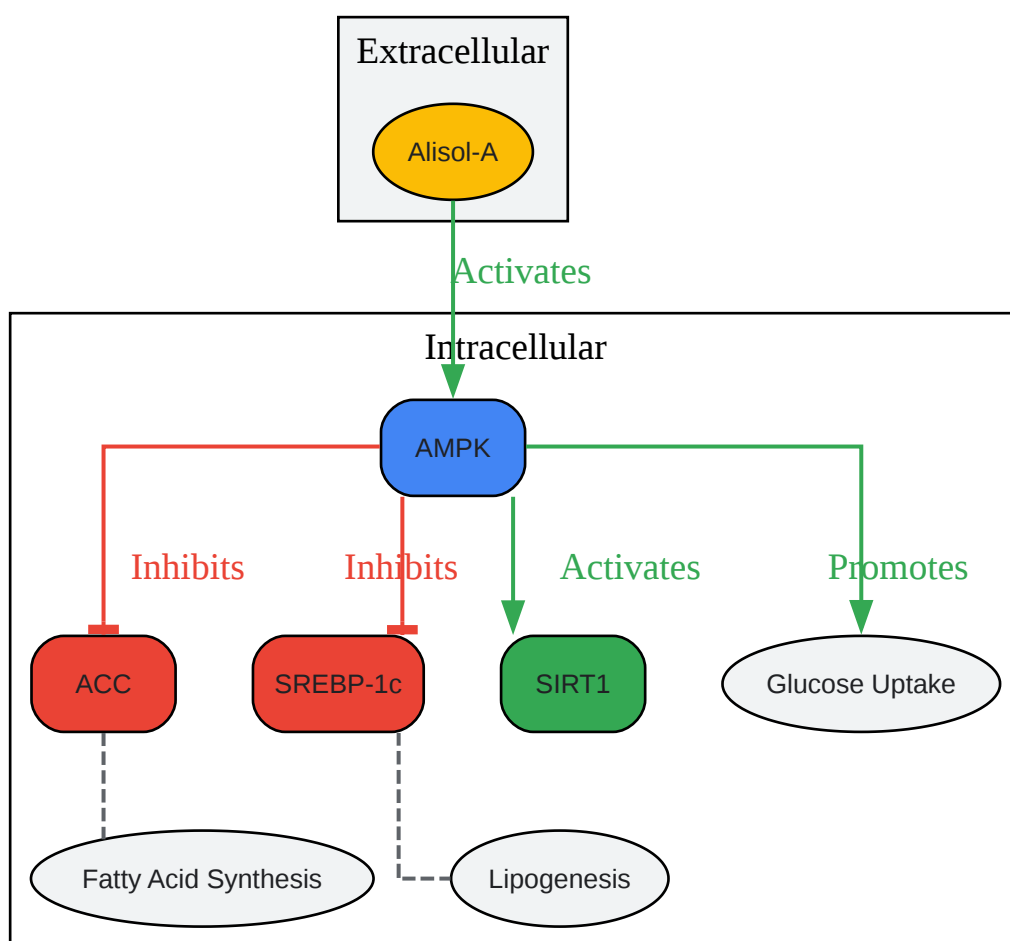 Extracellular
Alisol-A
Activates
Intracellular
AMPK
Inhibits
Inhibits
Activates
Promotes
ACC
SREBP-1c
SIRT1
Glucose Uptake
Fatty Acid Synthesis
Lipogenesis